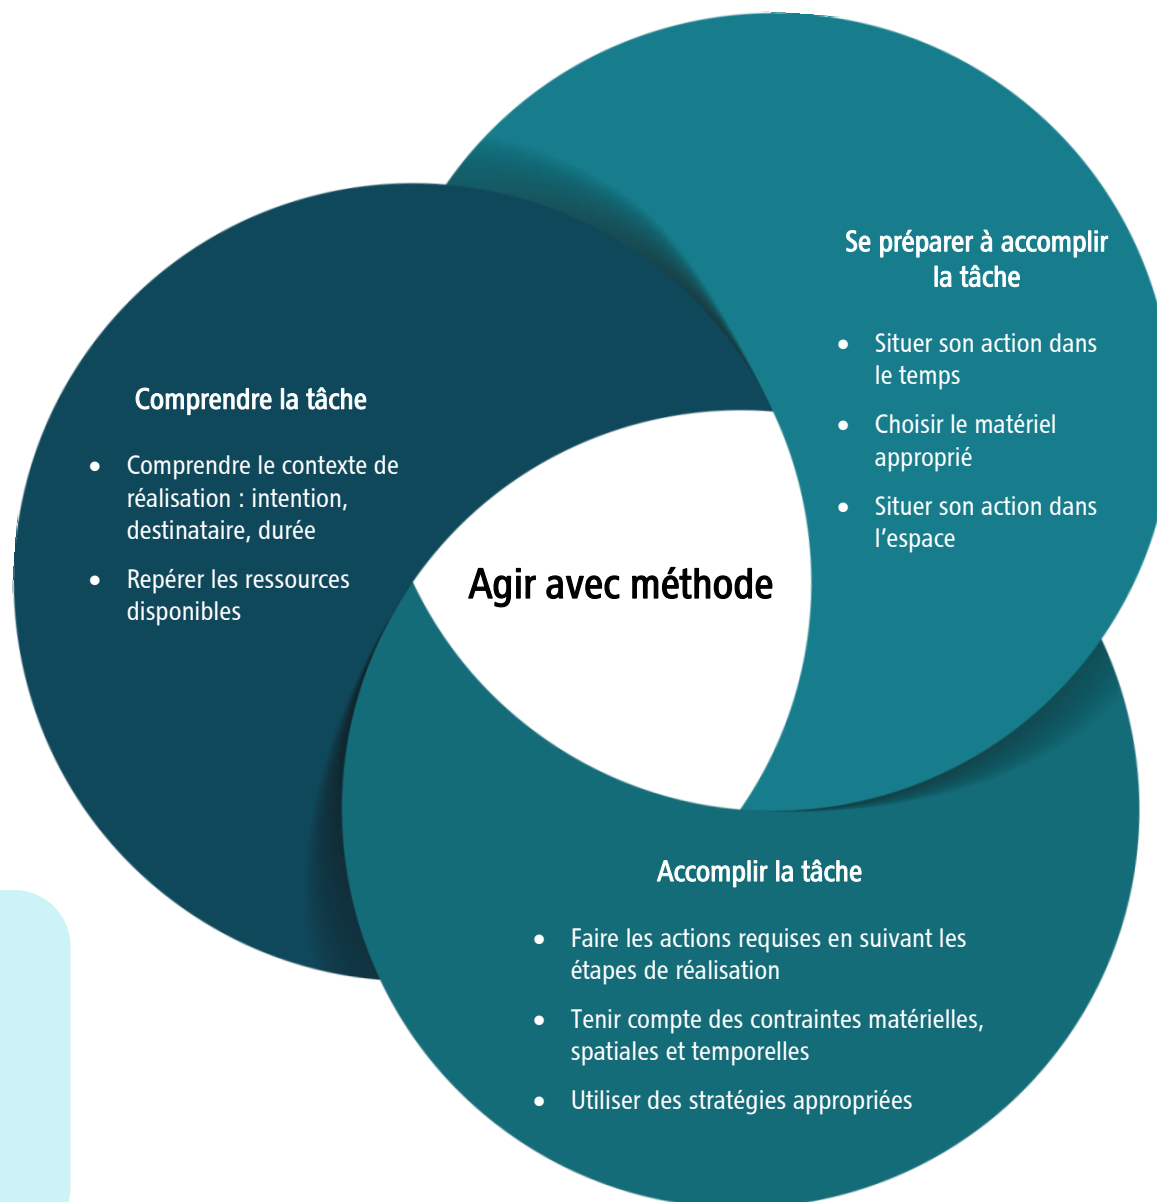 Agir avec méthode
Comprendre la tâche
• Comprendre le contexte de
réalisation : intention,
destinataire, durée
• Repérer les ressources
disponibles
Se préparer à accomplir
la tâche
• Situer son action dans
le temps
• Choisir le matériel
approprié
• Situer son action dans
l’espace
Accomplir la tâche
• Faire les actions requises en suivant les
étapes de réalisation
• Tenir compte des contraintes matérielles,
spatiales et temporelles
• Utiliser des stratégies appropriées